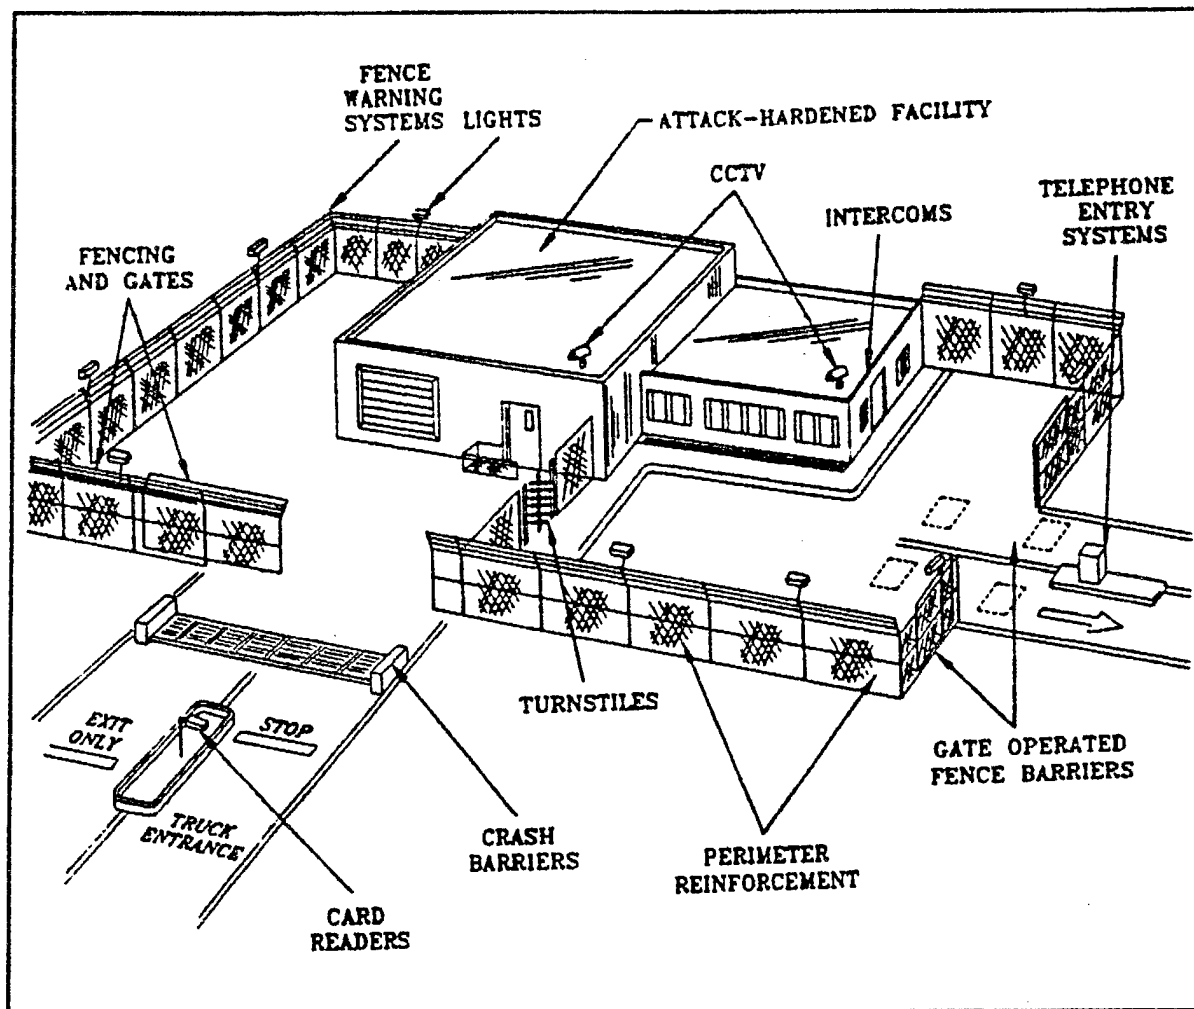 FENCE
WARNING
SYSTEMS LIGHTS
ATTACK-HARDENED FACILITY
CCTV
INTERCOMS
TELEPHONE
ENTRY
SYSTEMS
FENCING
AND GATES
TURNSTILES
EXIT
ONLY
STOP
TRUCK
ENTRANCE
GATE OPERATED
FENCE BARRIERS
CRASH
BARRIERS
PERIMETER
REINFORCEMENT
CARD
READERS